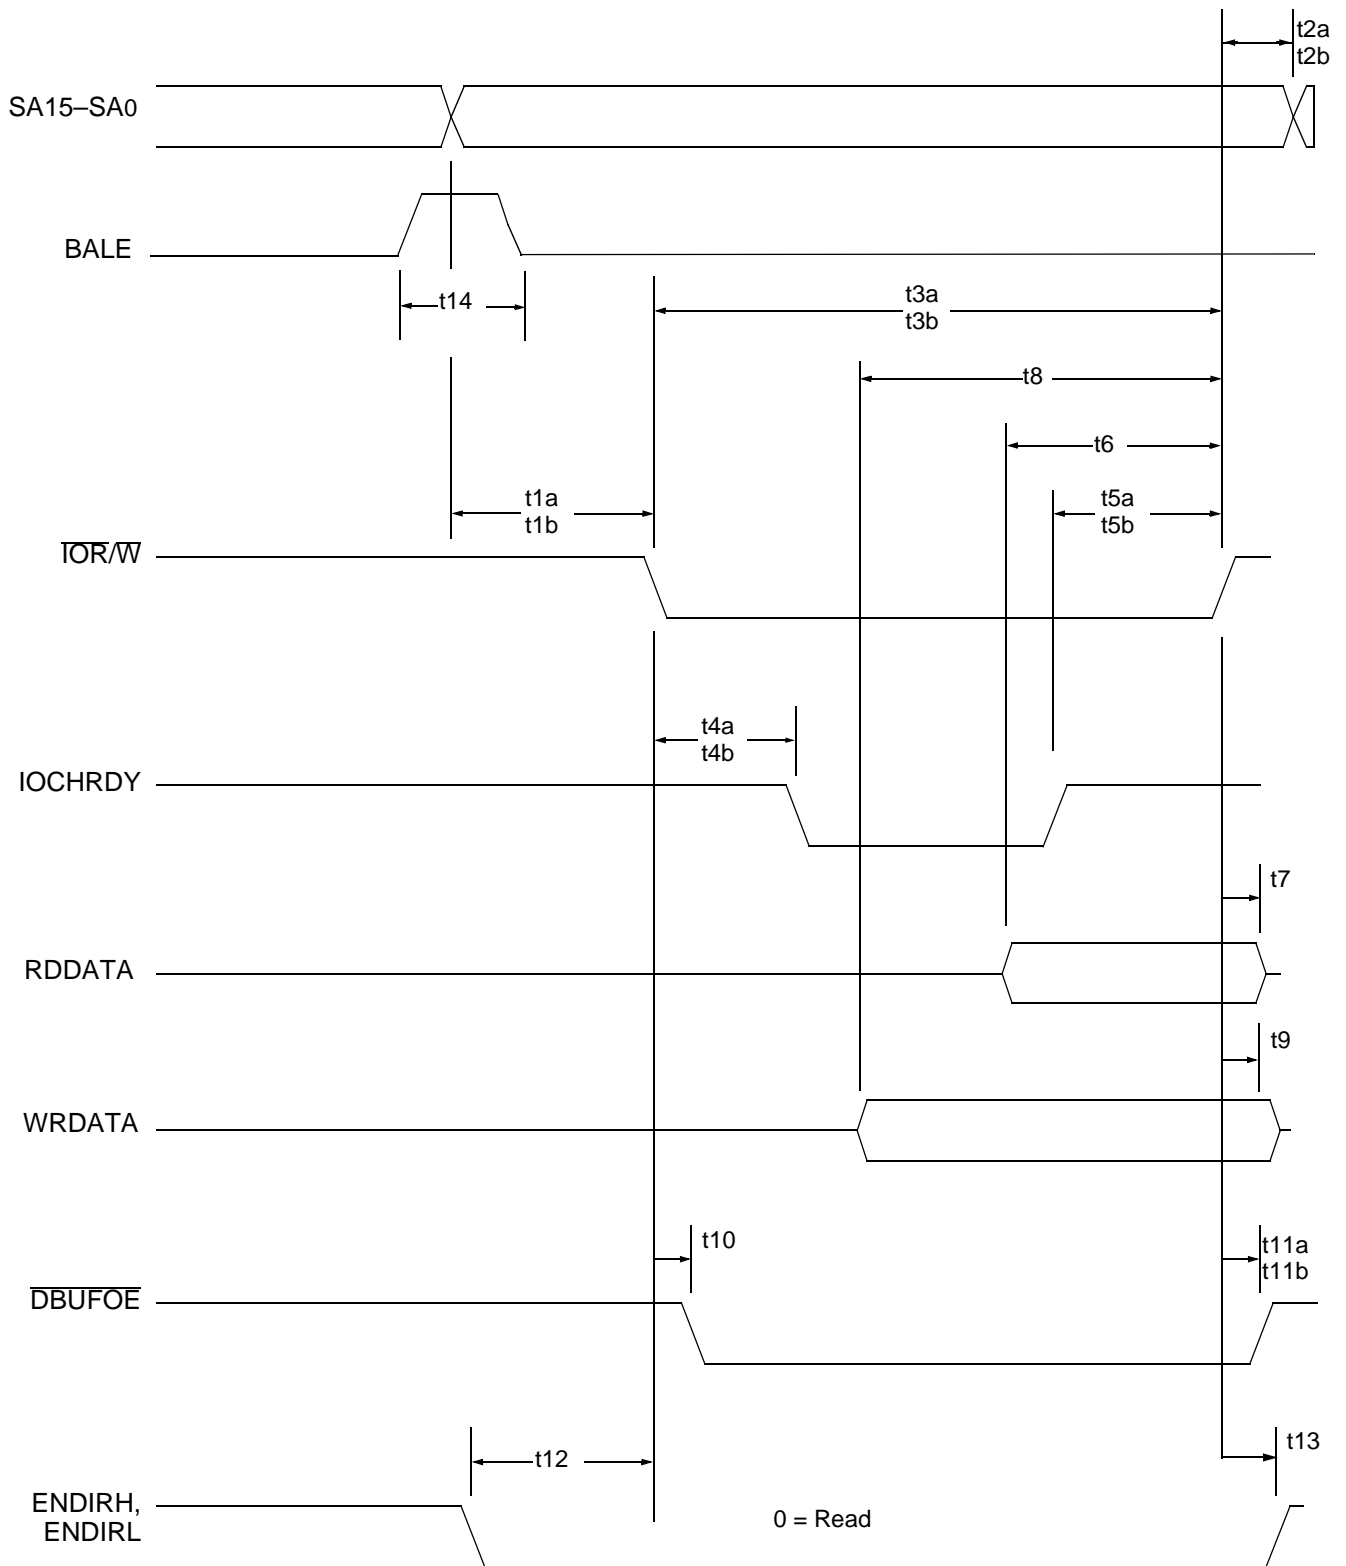 t2a
t2b
SA15–SA0
BALE
t14
t3a
t3b
t8
t6
t1a
t1b
t5a
t5b
IOR/W
t4a
t4b
IOCHRDY
t7
RDDATA
t9
WRDATA
t10
t11a
t11b
DBUFOE
t12
t13
ENDIRH,
ENDIRL
0 = Read